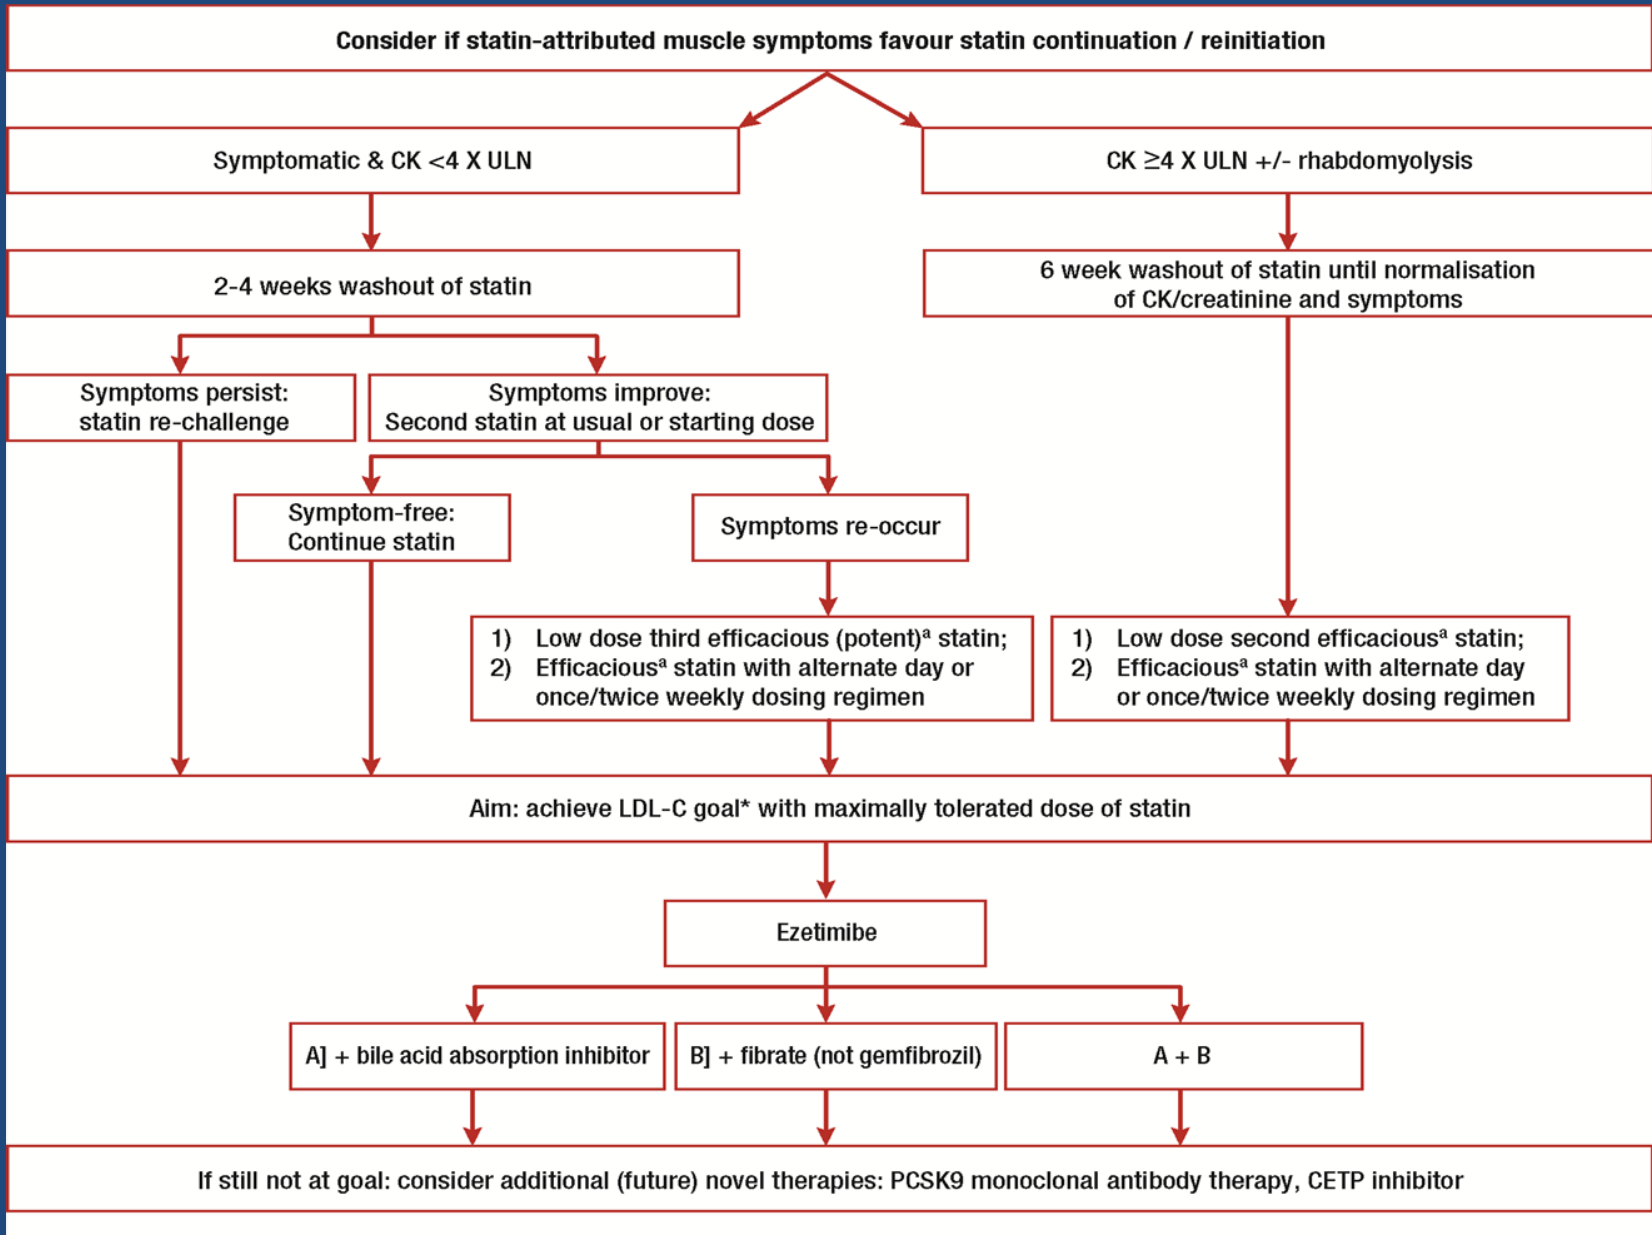 Consider if statin-attributed muscle symptoms favour statin continuation / reinitiation
Symptomatic & CK <4 X ULN
CK ≥4 X ULN +/- rhabdomyolysis
2-4 weeks washout of statin
6 week washout of statin until normalisation
of CK/creatinine and symptoms
Symptoms persist:
statin re-challenge
Symptoms improve:
Second statin at usual or starting dose
Symptom-free:
Continue statin
Symptoms re-occur
1) Low dose third efficacious (potent)ᵃ statin;
2) Efficaciousᵃ statin with alternate day or
once/twice weekly dosing regimen
1) Low dose second efficaciousᵃ statin;
2) Efficaciousᵃ statin with alternate day
or once/twice weekly dosing regimen
Aim: achieve LDL-C goal* with maximally tolerated dose of statin
Ezetimibe
A] + bile acid absorption inhibitor
B] + fibrate (not gemfibrozil)
A + B
If still not at goal: consider additional (future) novel therapies: PCSK9 monoclonal antibody therapy, CETP inhibitor